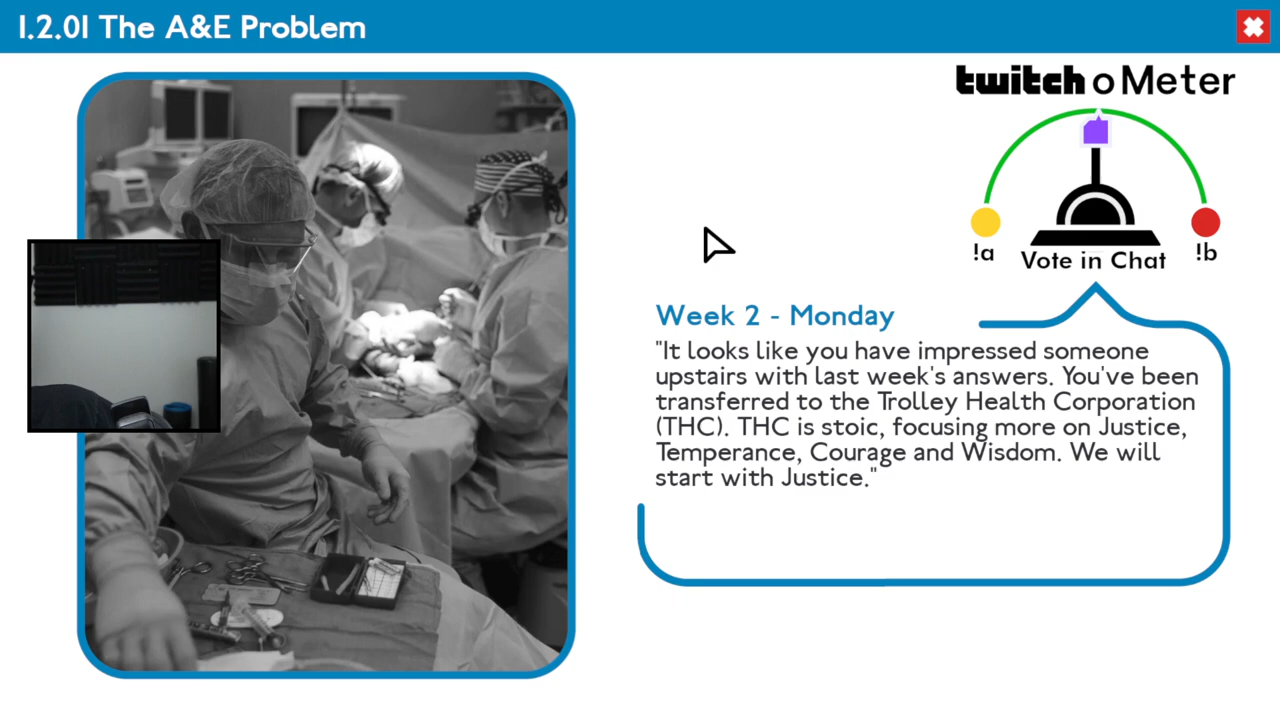 1.2.01 The A&E Problem
twitch o Meter
!a
Vote in Chat
!b
Week 2 - Monday
"It looks like you have impressed someone
upstairs with last week's answers. You've been
transferred to the Trolley Health Corporation
(THC). THC is stoic, focusing more on Justice,
Temperance, Courage and Wisdom. We will
start with Justice."